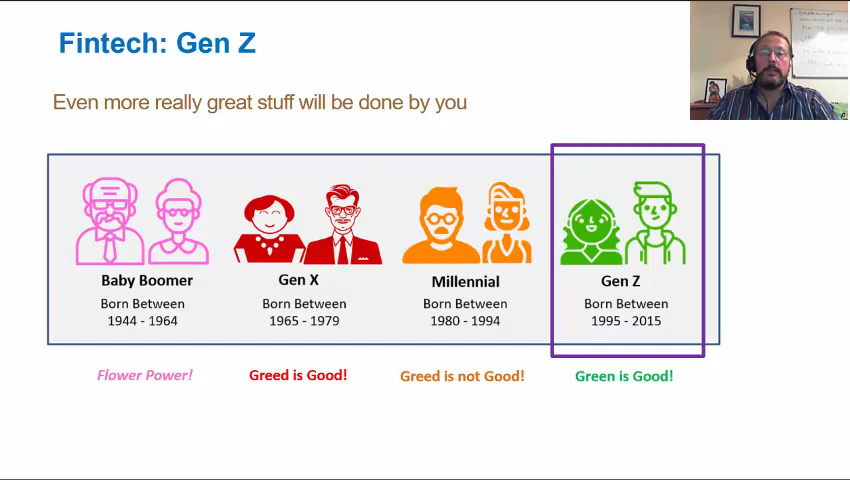 Fintech: Gen Z
Even more really great stuff will be done by you
Baby Boomer
Born Between
1944 - 1964
Gen X
Born Between
1965 - 1979
Millennial
Born Between
1980 - 1994
Gen Z
Born Between
1995 - 2015
Flower Power!
Greed is Good!
Greed is not Good!
Green is Good!